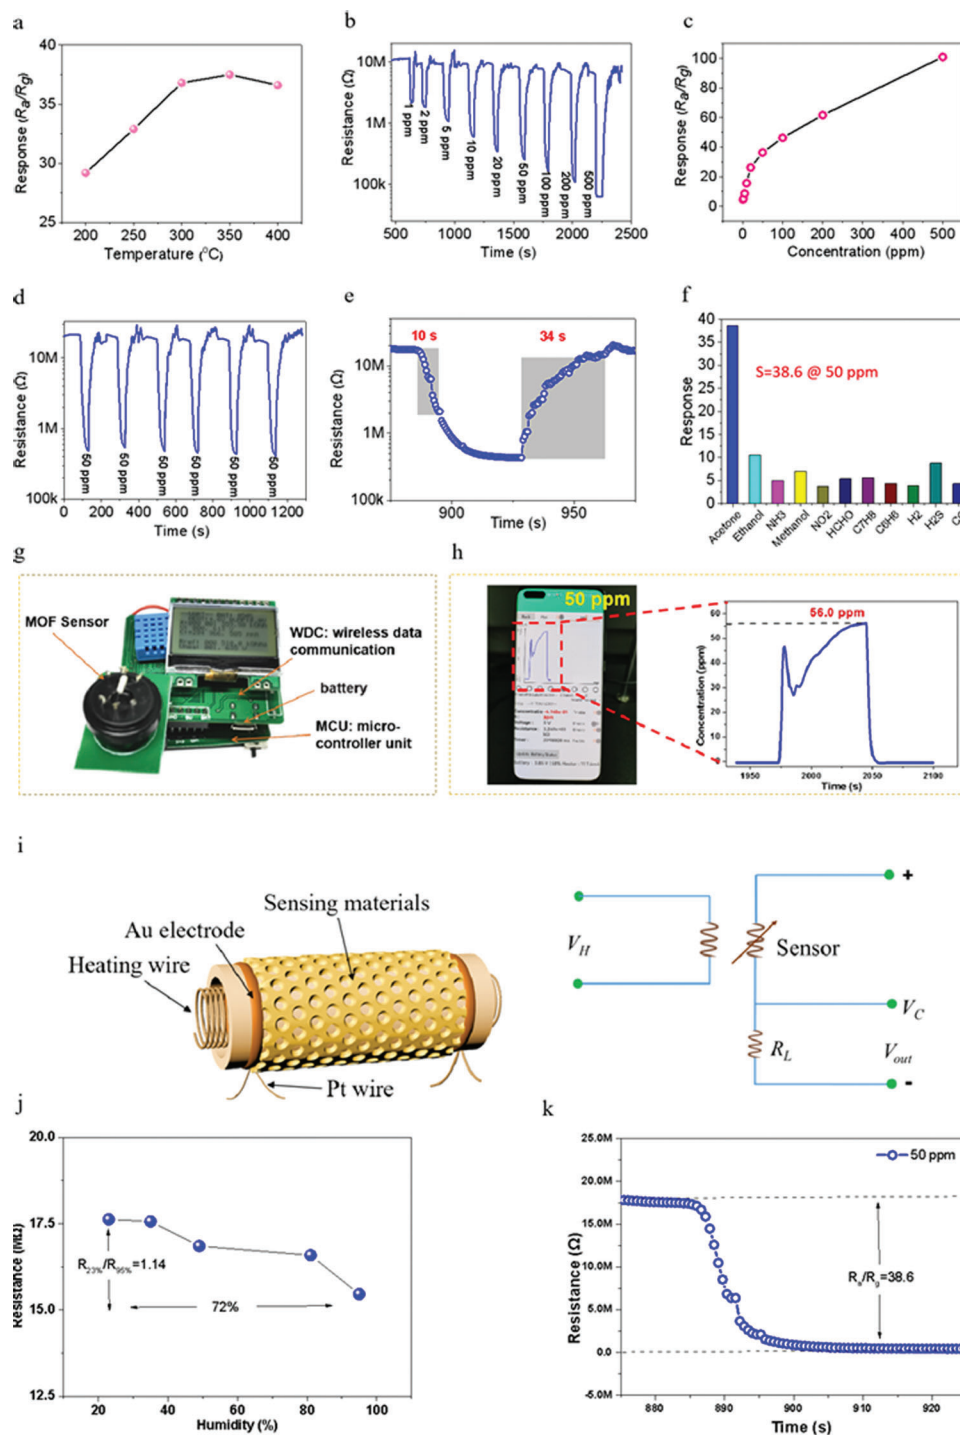 a
40
35
30
25
Response (Ra/Rg)
200 250 300 350 400
Temperature (°C)
b
10M
1M
100k
Resistance (Ω)
1 ppm
2 ppm
5 ppm
10 ppm
20 ppm
50 ppm
100 ppm
200 ppm
500 ppm
500 1000 1500 2000 2500
Time (s)
c
100
80
60
40
20
0
Response (Ra/Rg)
0 100 200 300 400 500
Concentration (ppm)
d
10M
1M
100k
Resistance (Ω)
50 ppm
50 ppm
50 ppm
50 ppm
50 ppm
50 ppm
0 200 400 600 800 1000 1200
Time (s)
e
10 s
34 s
10M
1M
100k
Resistance (Ω)
900 950
Time (s)
f
40
35
30
25
20
15
10
5
0
Response
S=38.6 @ 50 ppm
Acetone
Ethanol
NH3
Methanol
NO2
HCHO
C7H8
C6H6
H2
H2S
g
MOF Sensor
WDC: wireless data
communication
battery
MCU: micro-
controller unit
h
50 ppm
56.0 ppm
60
50
40
30
20
10
0
Concentration (ppm)
1950 2000 2050 2100
Time (s)
i
Sensing materials
Au electrode
Heating wire
Pt wire
VH
+
Sensor
VC
RL
Vout
-
j
20.0
17.5
15.0
12.5
Resistance (MΩ)
R23%/R95%=1.14
72%
20 40 60 80 100
Humidity (%)
k
25.0M
20.0M
15.0M
10.0M
5.0M
0.0
-5.0M
Resistance (Ω)
50 ppm
Ra/Rg=38.6
880 890 900 910 920
Time (s)